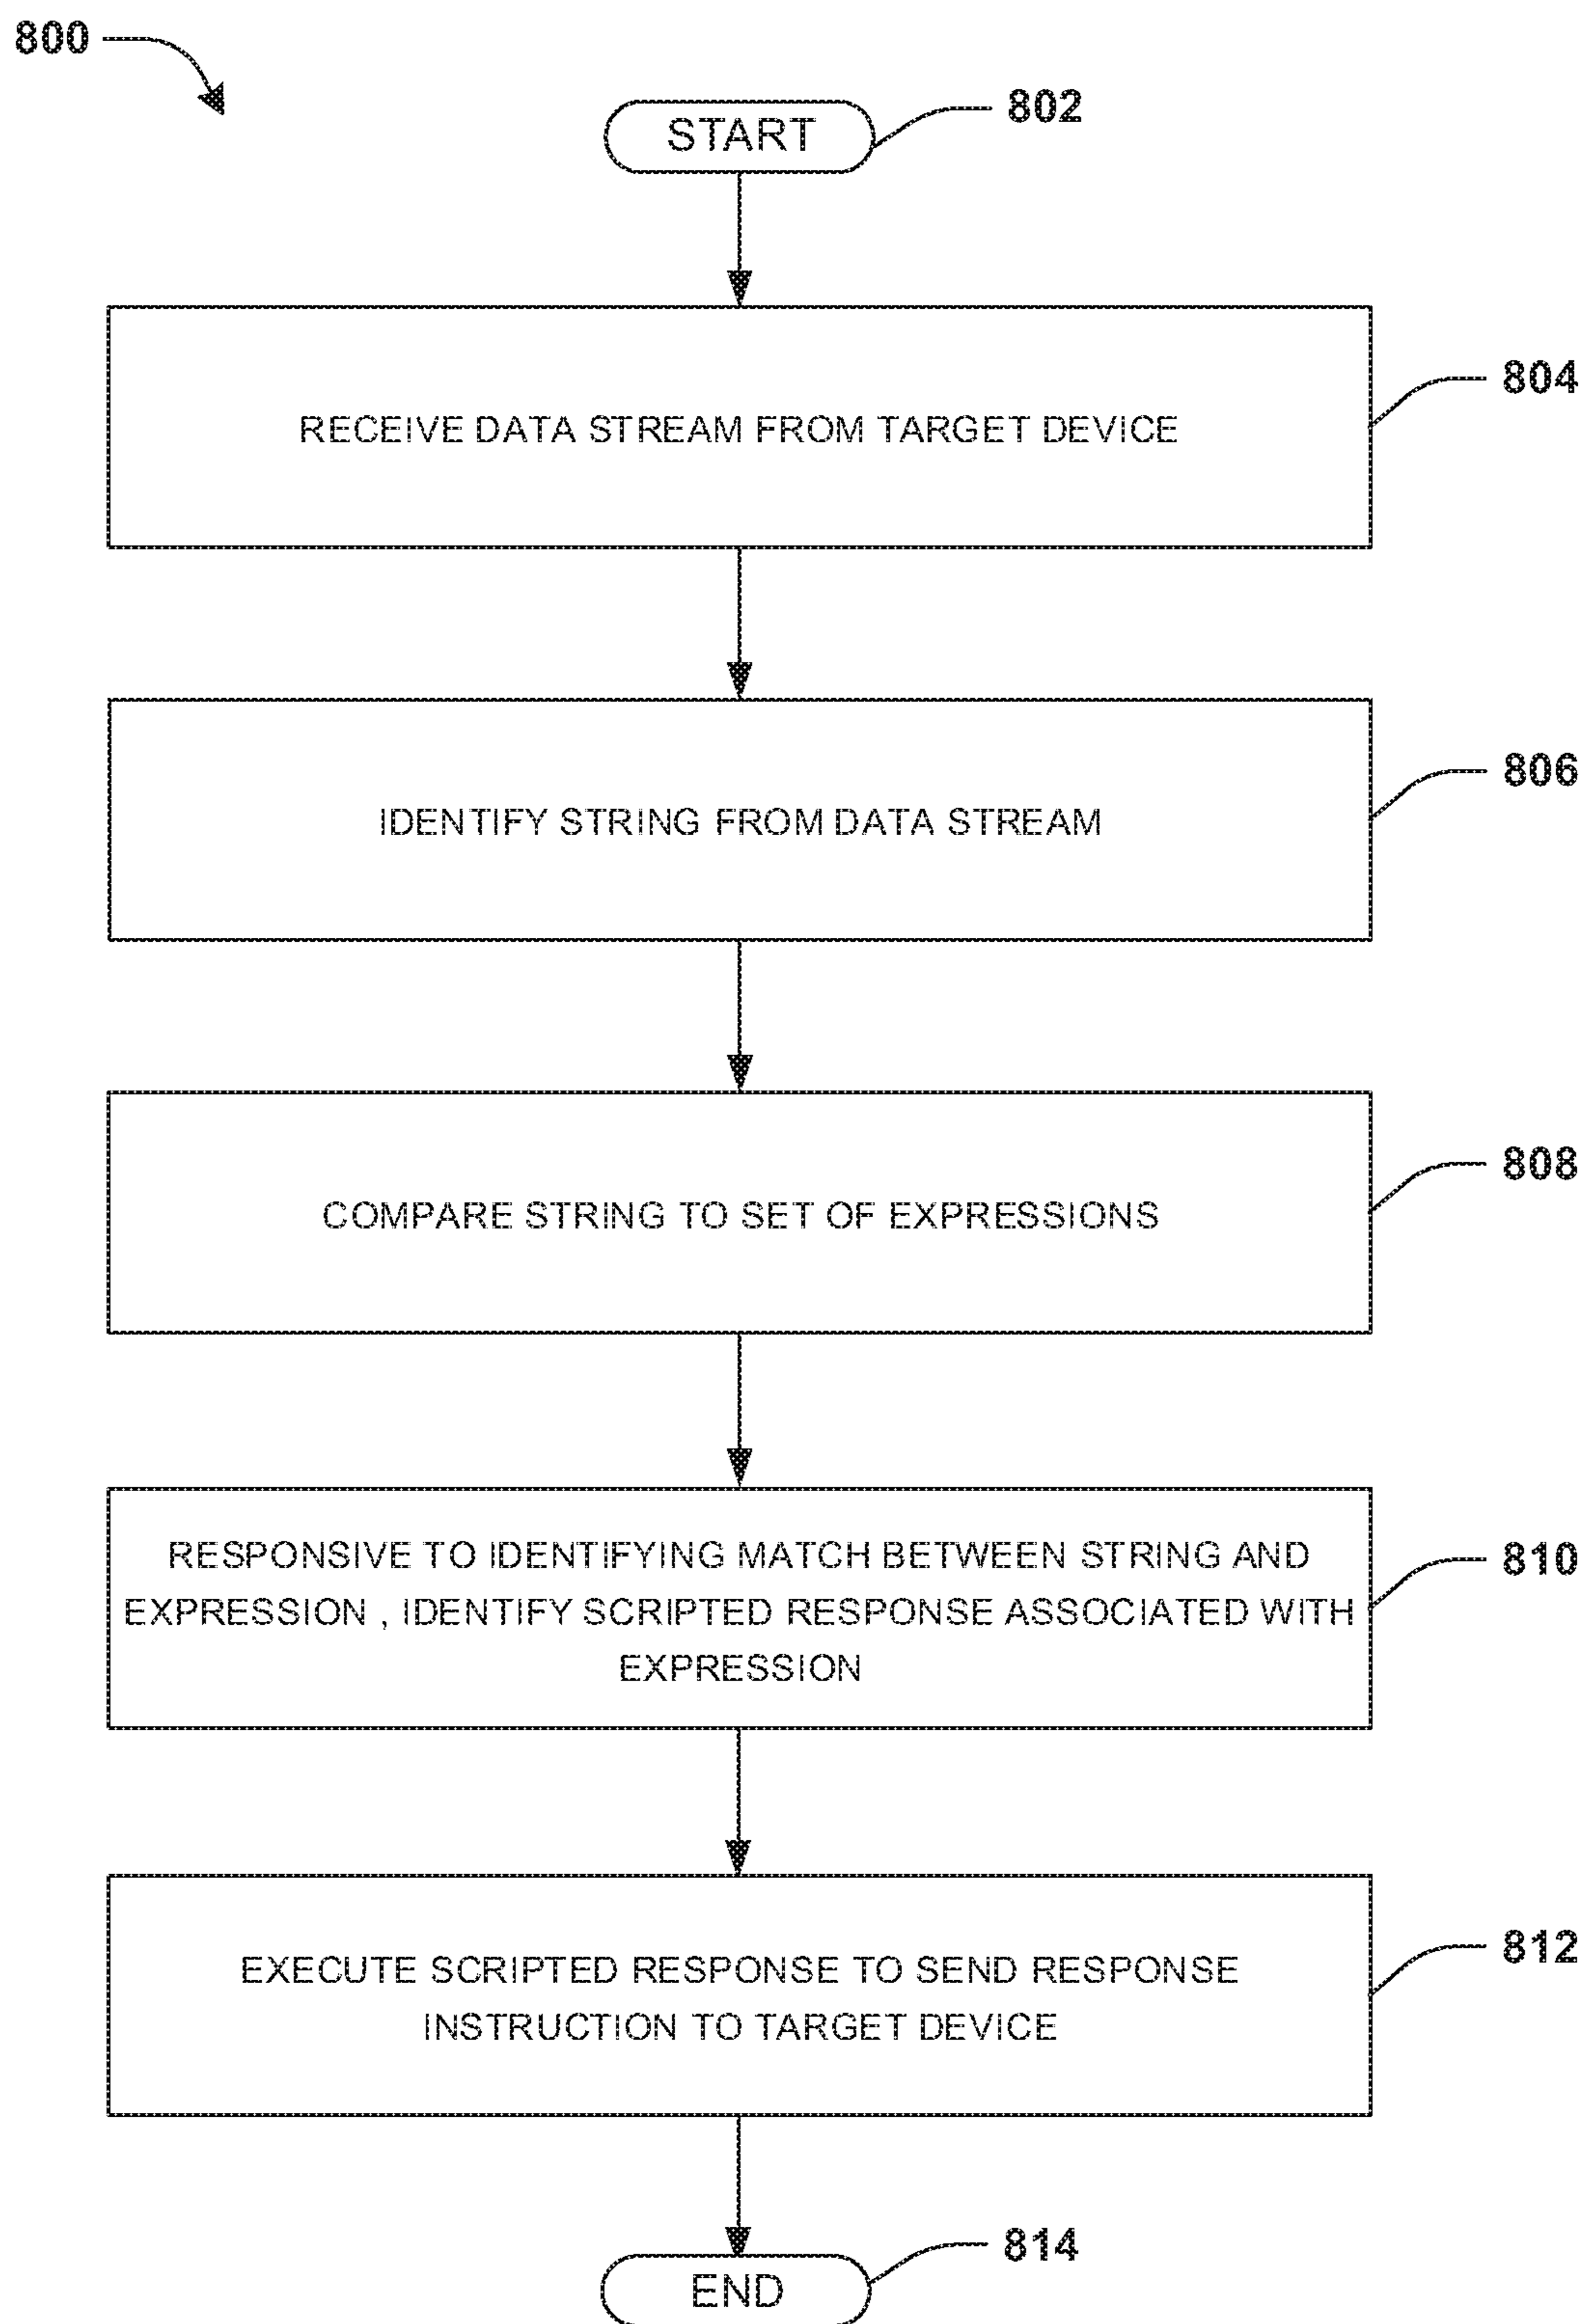 800
START
802
RECEIVE DATA STREAM FROM TARGET DEVICE
804
IDENTIFY STRING FROM DATA STREAM
806
COMPARE STRING TO SET OF EXPRESSIONS
808
RESPONSIVE TO IDENTIFYING MATCH BETWEEN STRING AND
EXPRESSION , IDENTIFY SCRIPTED RESPONSE ASSOCIATED WITH
EXPRESSION
810
EXECUTE SCRIPTED RESPONSE TO SEND RESPONSE
INSTRUCTION TO TARGET DEVICE
812
END
814